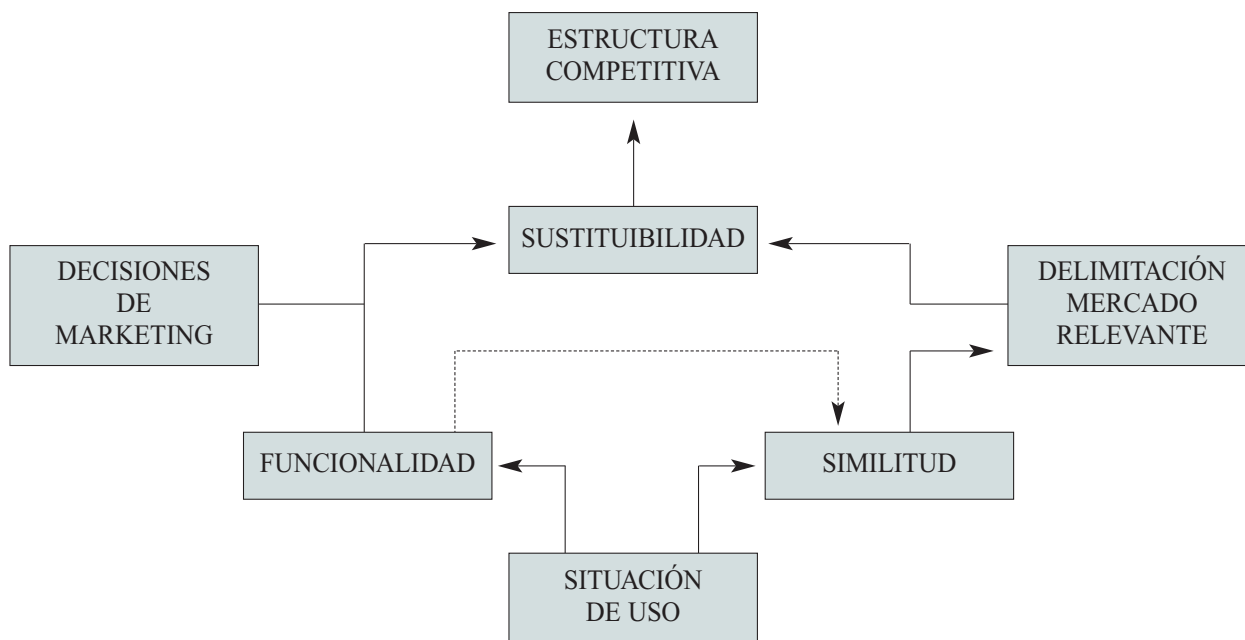 ESTRUCTURA
COMPETITIVA
SUSTITUIBILIDAD
DECISIONES
DE
MARKETING
DELIMITACIÓN
MERCADO
RELEVANTE
FUNCIONALIDAD
SIMILITUD
SITUACIÓN
DE USO